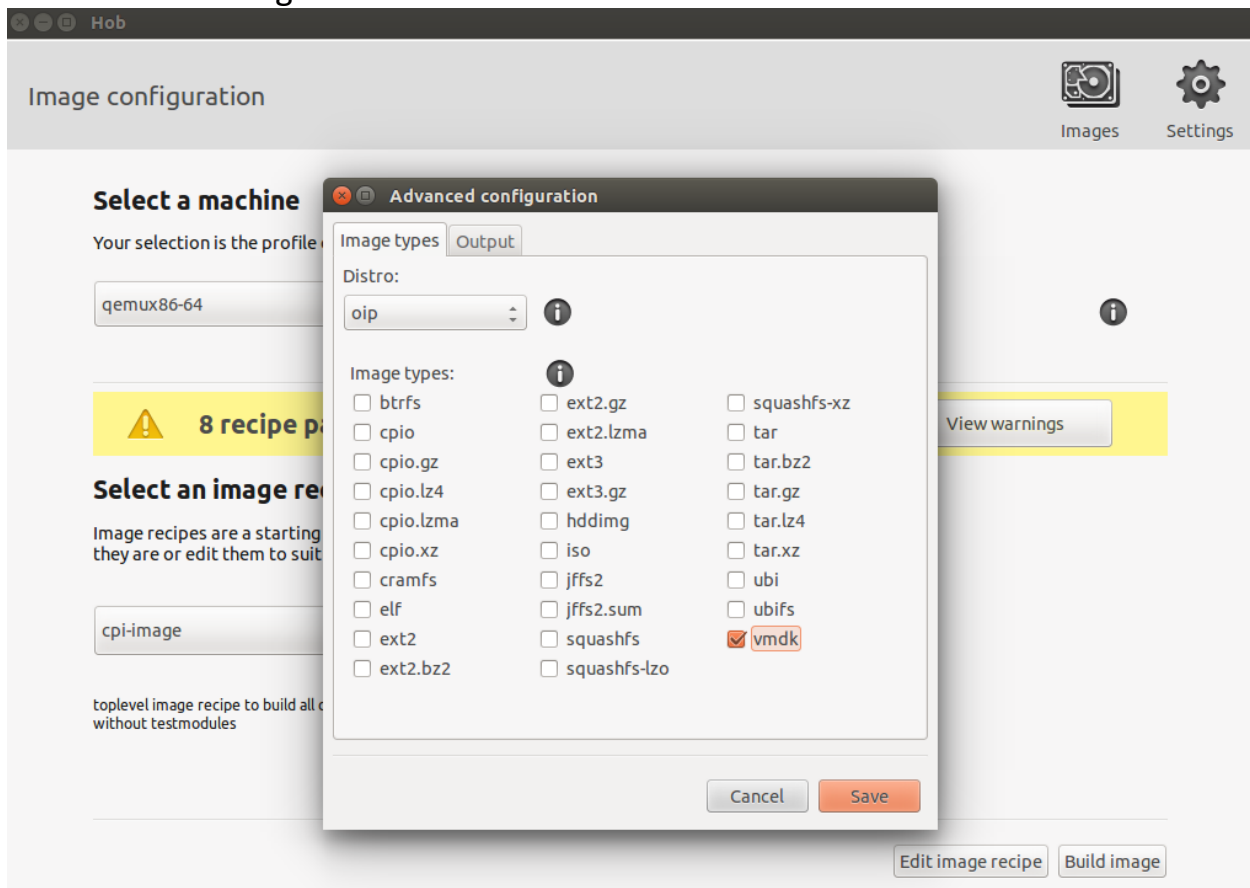 Hob
Image configuration
Images
Settings
Select a machine
Your selection is the profile
qemux86-64
8 recipe
View warnings
Select an image
Image recipes are a starting
they are or edit them to suit
cpi-image
toplevel image recipe to build all
without testmodules
Advanced configuration
Image types Output
Distro:
oip
Image types:
btrfs ext2.gz squashfs-xz
cpio ext2.lzma tar
cpio.gz ext3 tar.bz2
cpio.lz4 ext3.gz tar.gz
cpio.lzma hddimg tar.lz4
cpio.xz iso tar.xz
cramfs jffs2 ubi
elf jffs2.sum ubifs
ext2 squashfs vmdk
ext2.bz2 squashfs-lzo
Cancel Save
Edit image recipe Build image